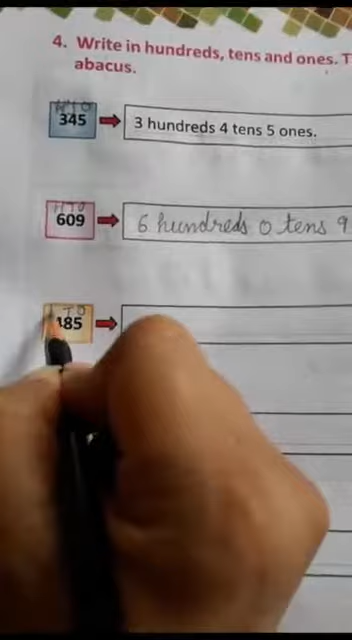 4. Write in hundreds, tens and ones. T
abacus.
H T O
345
3 hundreds 4 tens 5 ones.
H T O
609
6 hundreds 0 tens 9
T O
85